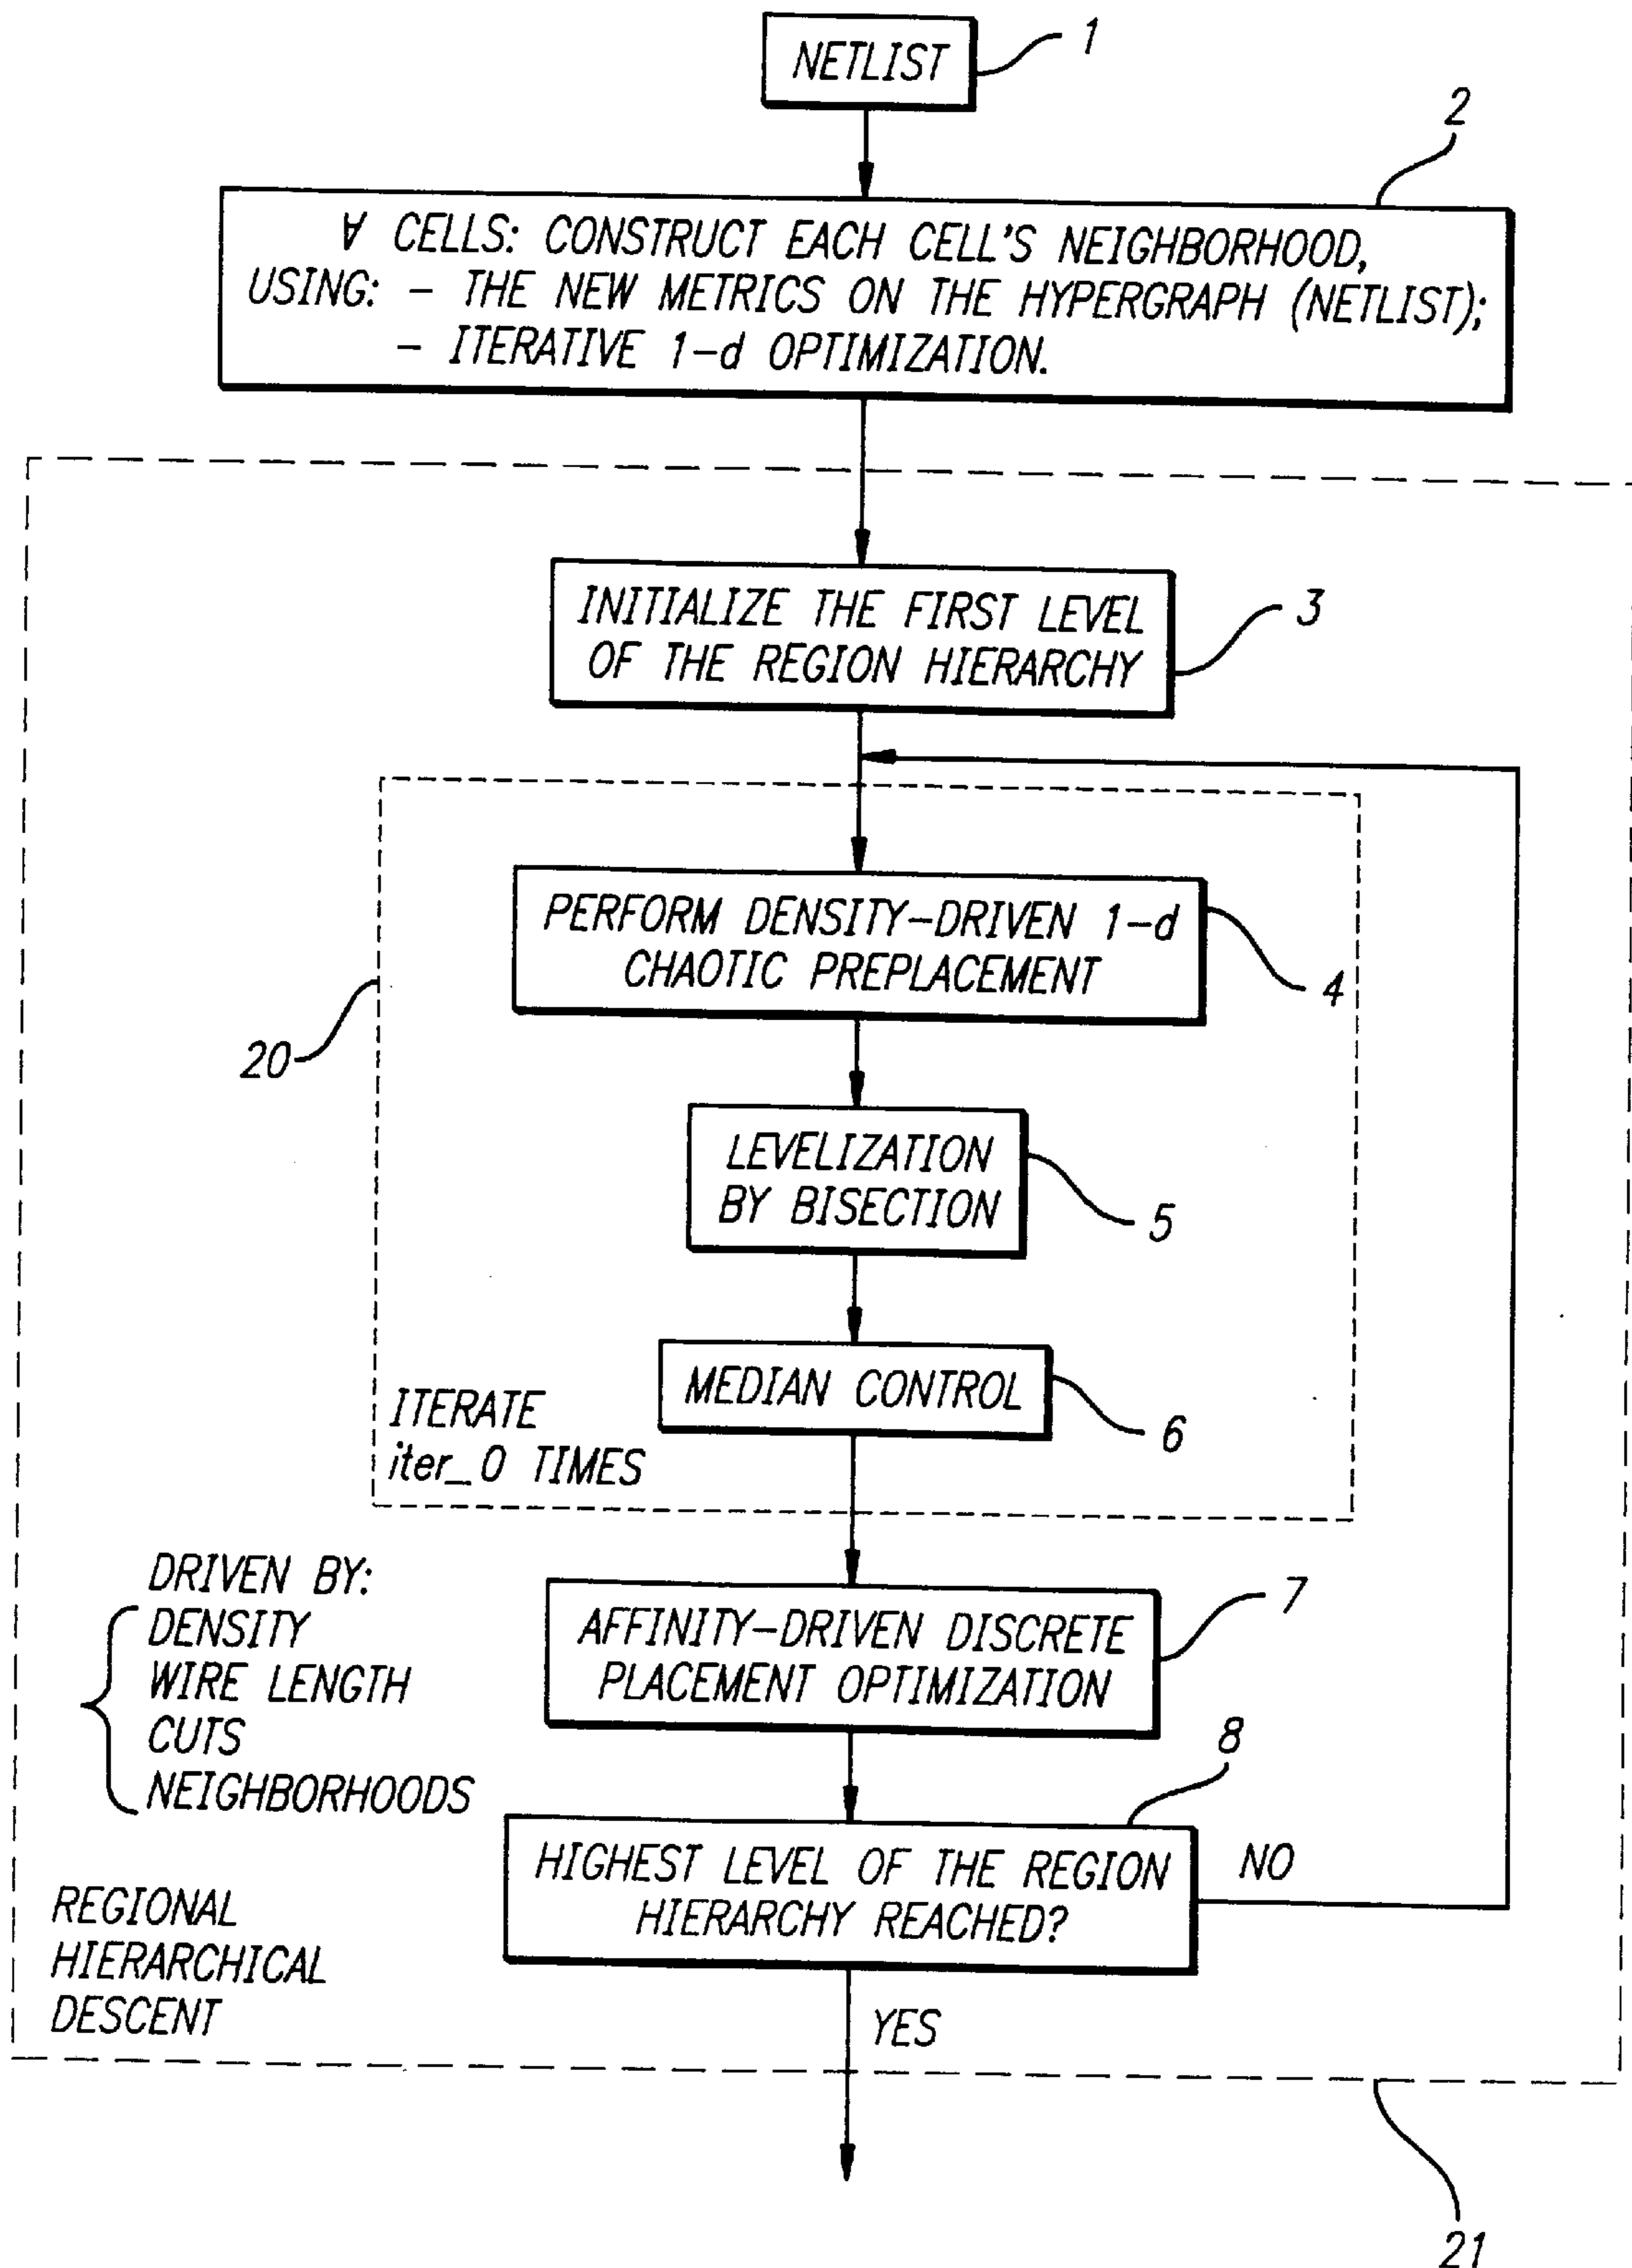 NETLIST
1
2
∀ CELLS: CONSTRUCT EACH CELL'S NEIGHBORHOOD,
USING: – THE NEW METRICS ON THE HYPERGRAPH (NETLIST);
– ITERATIVE 1–d OPTIMIZATION.
INITIALIZE THE FIRST LEVEL
OF THE REGION HIERARCHY
3
PERFORM DENSITY–DRIVEN 1–d
CHAOTIC PREPLACEMENT
4
20
LEVELIZATION
BY BISECTION
5
MEDIAN CONTROL
6
ITERATE
iter_0 TIMES
DRIVEN BY:
DENSITY
WIRE LENGTH
CUTS
NEIGHBORHOODS
AFFINITY–DRIVEN DISCRETE
PLACEMENT OPTIMIZATION
7
8
HIGHEST LEVEL OF THE REGION
HIERARCHY REACHED?
NO
REGIONAL
HIERARCHICAL
DESCENT
YES
21